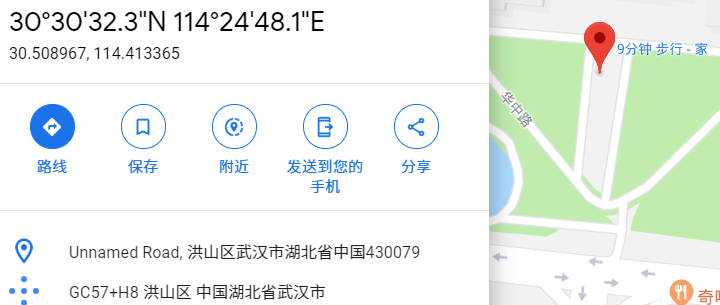 30°30'32.3"N 114°24'48.1"E
30.508967, 114.413365
路线
保存
附近
发送到您的
手机
分享
Unnamed Road, 洪山区武汉市湖北省中国430079
GC57+H8 洪山区 中国湖北省武汉市
9分钟 步行 - 家
华中路